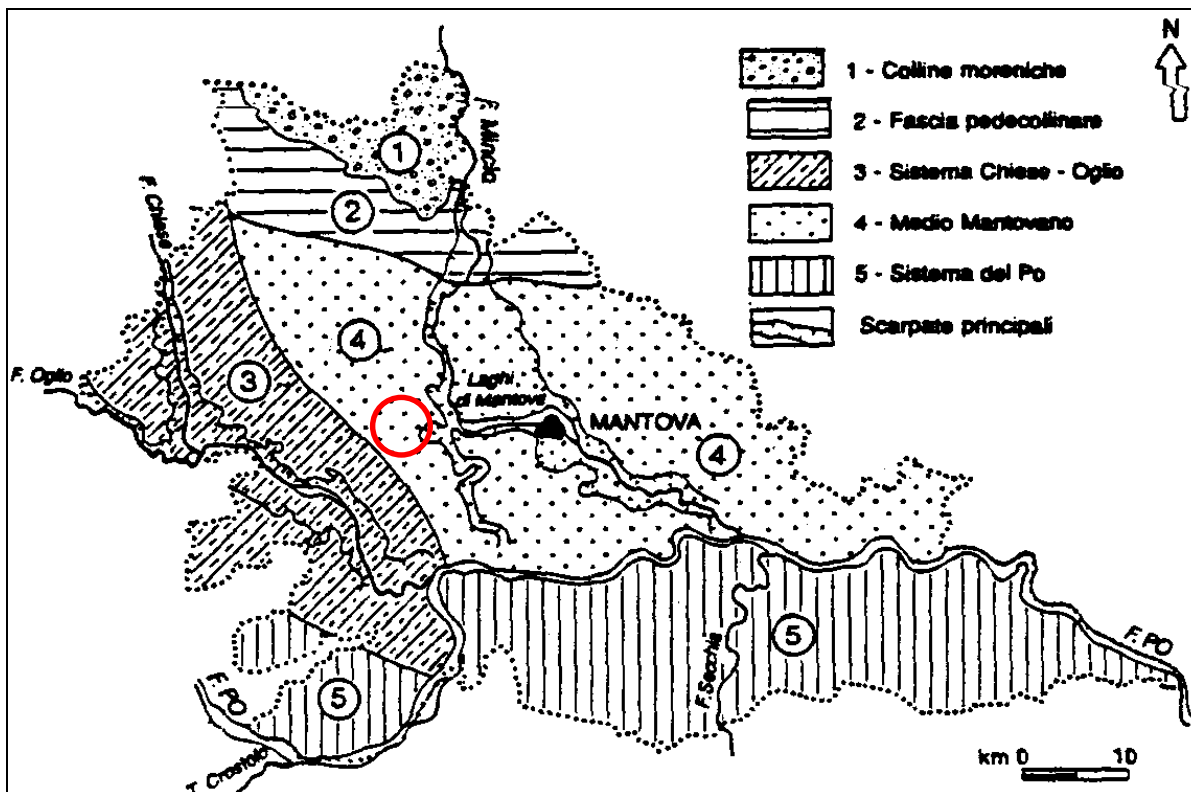 N
1 - Colline moreniche
2 - Fascia pedecollinare
3 - Sistema Chiese - Oglio
4 - Medio Mantovano
5 - Sistema del Po
Scarpate principali
F. Mincio
1
2
F. Chiese
4
3
F. Oglio
Laghi
di Mantova
MANTOVA
4
5
F. Secchia
5
F. PO
F. PO
T. Crostolo
km 0 10